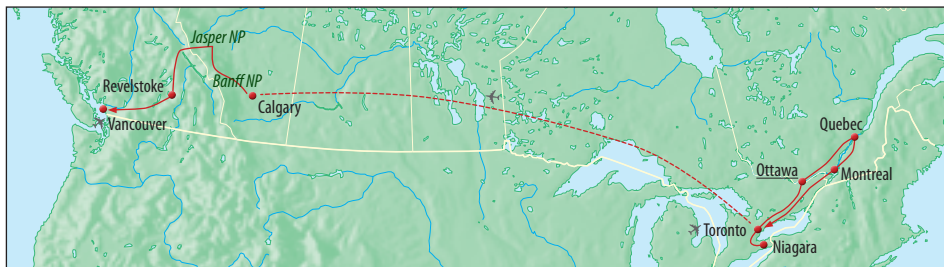 Jasper NP
Revelstoke
Banff NP
Calgary
Vancouver
Quebec
Ottawa
Montreal
Toronto
Niagara